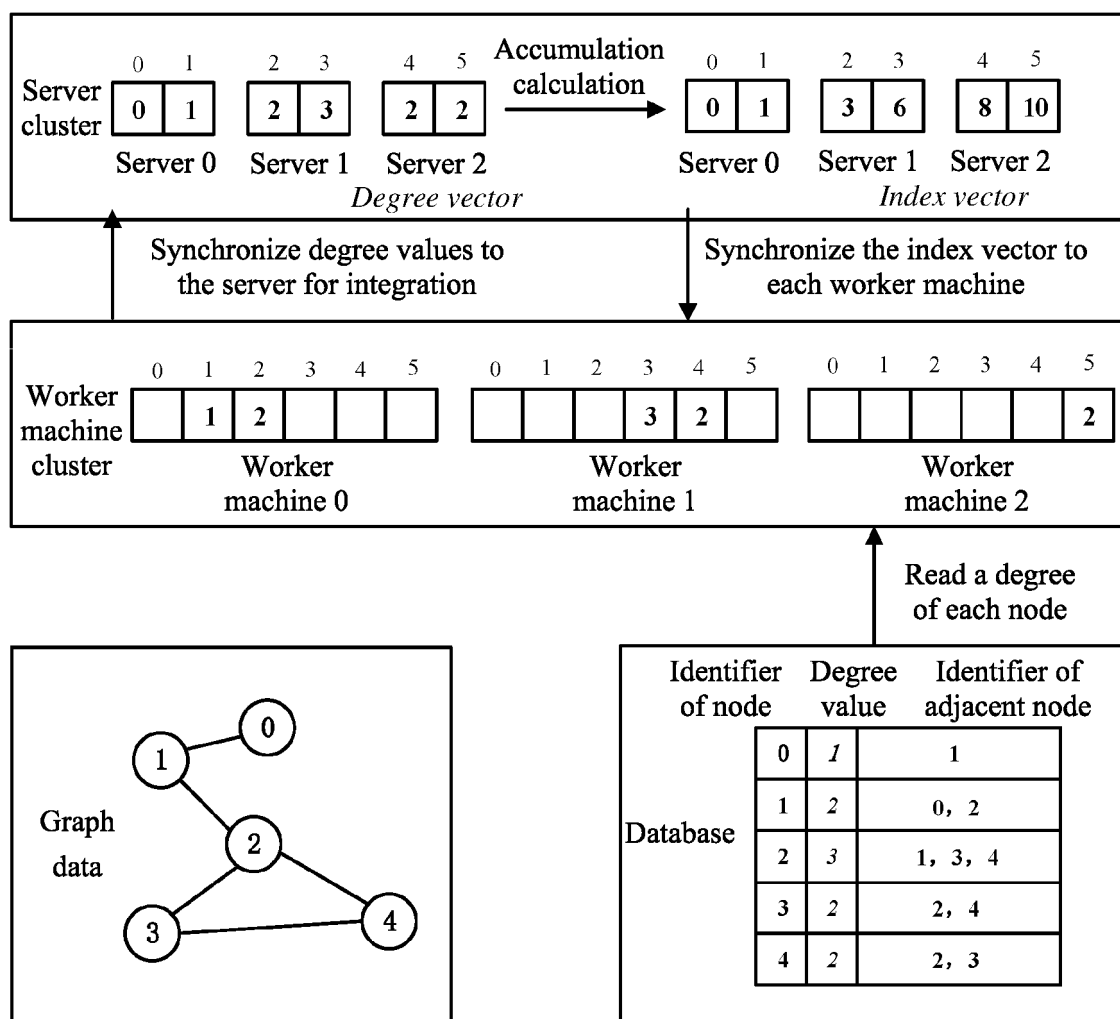 0 1 2 3 4 5 Accumulation calculation 0 1 2 3 4 5
Server cluster 0 1 2 3 2 2 0 1 3 6 8 10
Server 0 Server 1 Server 2 Server 0 Server 1 Server 2
Degree vector Index vector
Synchronize degree values to
the server for integration
Synchronize the index vector to
each worker machine
0 1 2 3 4 5 0 1 2 3 4 5 0 1 2 3 4 5
Worker
machine
cluster
1 2 3 2 2
Worker
machine 0
Worker
machine 1
Worker
machine 2
Read a degree
of each node
Graph
data
0
1
2
3
4
Database
Identifier
of node
Degree
value
Identifier of
adjacent node
0 1 1
1 2 0, 2
2 3 1, 3, 4
3 2 2, 4
4 2 2, 3